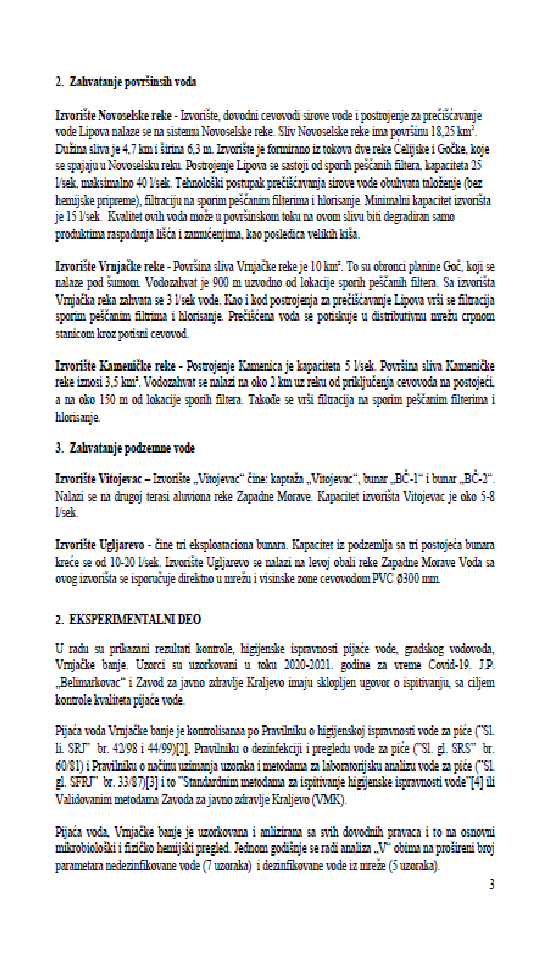 2. Zahvatanje površinsih voda
Izvorište Novoselske reke - Izvorište, dovodni cevovodi sirove vode i postrojenje za prečišćavanje
vode Lipova nalaze se na sistemu Novoselske reke. Sliv Novoselske reke ima površinu 18,25 km².
Dužina sliva je 4,7 km i širina 6,3 m. Izvorište je formirano iz tokova dve reke Čelijske i Gočke, koje
se spajaju u Novoselsku reku. Postrojenje Lipova se sastoji od sporih peščanih filtera, kapaciteta 25
l/sek, maksimalno 40 l/sek. Tehnološki postupak prečišćavanja sirove vode obuhvata taloženje (bez
hemijske pripreme), filtraciju na sporim peščanim filterima i hlorisanje. Minimalni kapacitet izvorišta
je 15 l/sek. Kvalitet ovih voda može u površinskom toku na ovom slivu biti degradiran samo
produktima raspadanja lišća i zamućenjima, kao posledica velikih kiša.
Izvorište Vrnjačke reke - Površina sliva Vrnjačke reke je 10 km². To su obronci planine Goč, koji se
nalaze pod šumom. Vodozahvat je 900 m uzvodno od lokacije sporih peščanih filtera. Sa izvorišta
Vrnjačka reka zahvata se 3 l/sek vode. Kao i kod postrojenja za prečišćavanje Lipova vrši se filtracija
sporim peščanim filtrima i hlorisanje. Prečišćena voda se potiskuje u distributivnu mrežu crpnom
stanicom kroz potisni cevovod.
Izvorište Kameničke reke - Postrojenje Kamenica je kapaciteta 5 l/sek. Površina sliva Kameničke
reke iznosi 3,5 km². Vodozahvat se nalazi na oko 2 km uz reku od priključenja cevovoda na postojeći,
a na oko 150 m od lokacije sporih filtera. Takođe se vrši filtracija na sporim peščanim filterima i
hlorisanje.
3. Zahvatanje podzemne vode
Izvorište Vitojevac – Izvorište „Vitojevac“ čine: kaptaža „Vitojevac“, bunar „BČ-1“ i bunar „BČ-2“.
Nalazi se na drugoj terasi aluviona reke Zapadne Morave. Kapacitet izvorišta Vitojevac je oko 5-8
l/sek.
Izvorište Ugljarevo - čine tri eksploataciona bunara. Kapacitet iz podzemlja sa tri postojeća bunara
kreće se od 10-20 l/sek. Izvorište Ugljarevo se nalazi na levoj obali reke Zapadne Morave Voda sa
ovog izvorišta se isporučuje direktno u mrežu i visinske zone cevovodom PVC Ø300 mm.
2. EKSPERIMENTALNI DEO
U radu su prikazani rezultati kontrole, higijenske ispravnosti pijaće vode, gradskog vodovoda,
Vrnjačke banje. Uzorci su uzorkovani u toku 2020-2021. godine za vreme Covid-19. J.P.
„Belimarkovac“ i Zavod za javno zdravlje Kraljevo imaju sklopljen ugovor o ispitivanju, sa ciljem
kontrole kvaliteta pijaće vode.
Pijaća voda Vrnjačke banje je kontrolisanaa po Pravilniku o higijenskoj ispravnosti vode za piće ("Sl.
li. SRJ" br. 42/98 i 44/99)[2], Pravilniku o dezinfekciji i pregledu vode za piće ("Sl. gl. SRS" br.
60/81) i Pravilniku o načinu uzimanja uzoraka i metodama za laboratorijsku analizu vode za piće ("Sl.
gl. SFRJ" br. 33/87)[3] i to "Standardnim metodama za ispitivanje higijenske ispravnosti vode"[4] ili
Validovanim metodama Zavoda za javno zdravlje Kraljevo (VMK).
Pijaća voda, Vrnjačke banje je uzorkovana i anlizirana sa svih dovodnih pravaca i to na osnovni
mikrobiološki i fizičko hemijski pregled. Jednom godišnje se radi analiza „V“ obima na prošireni broj
parametara nedezinfikovane vode (7 uzoraka) i dezinfikovane vode iz mreže (5 uzoraka).
3